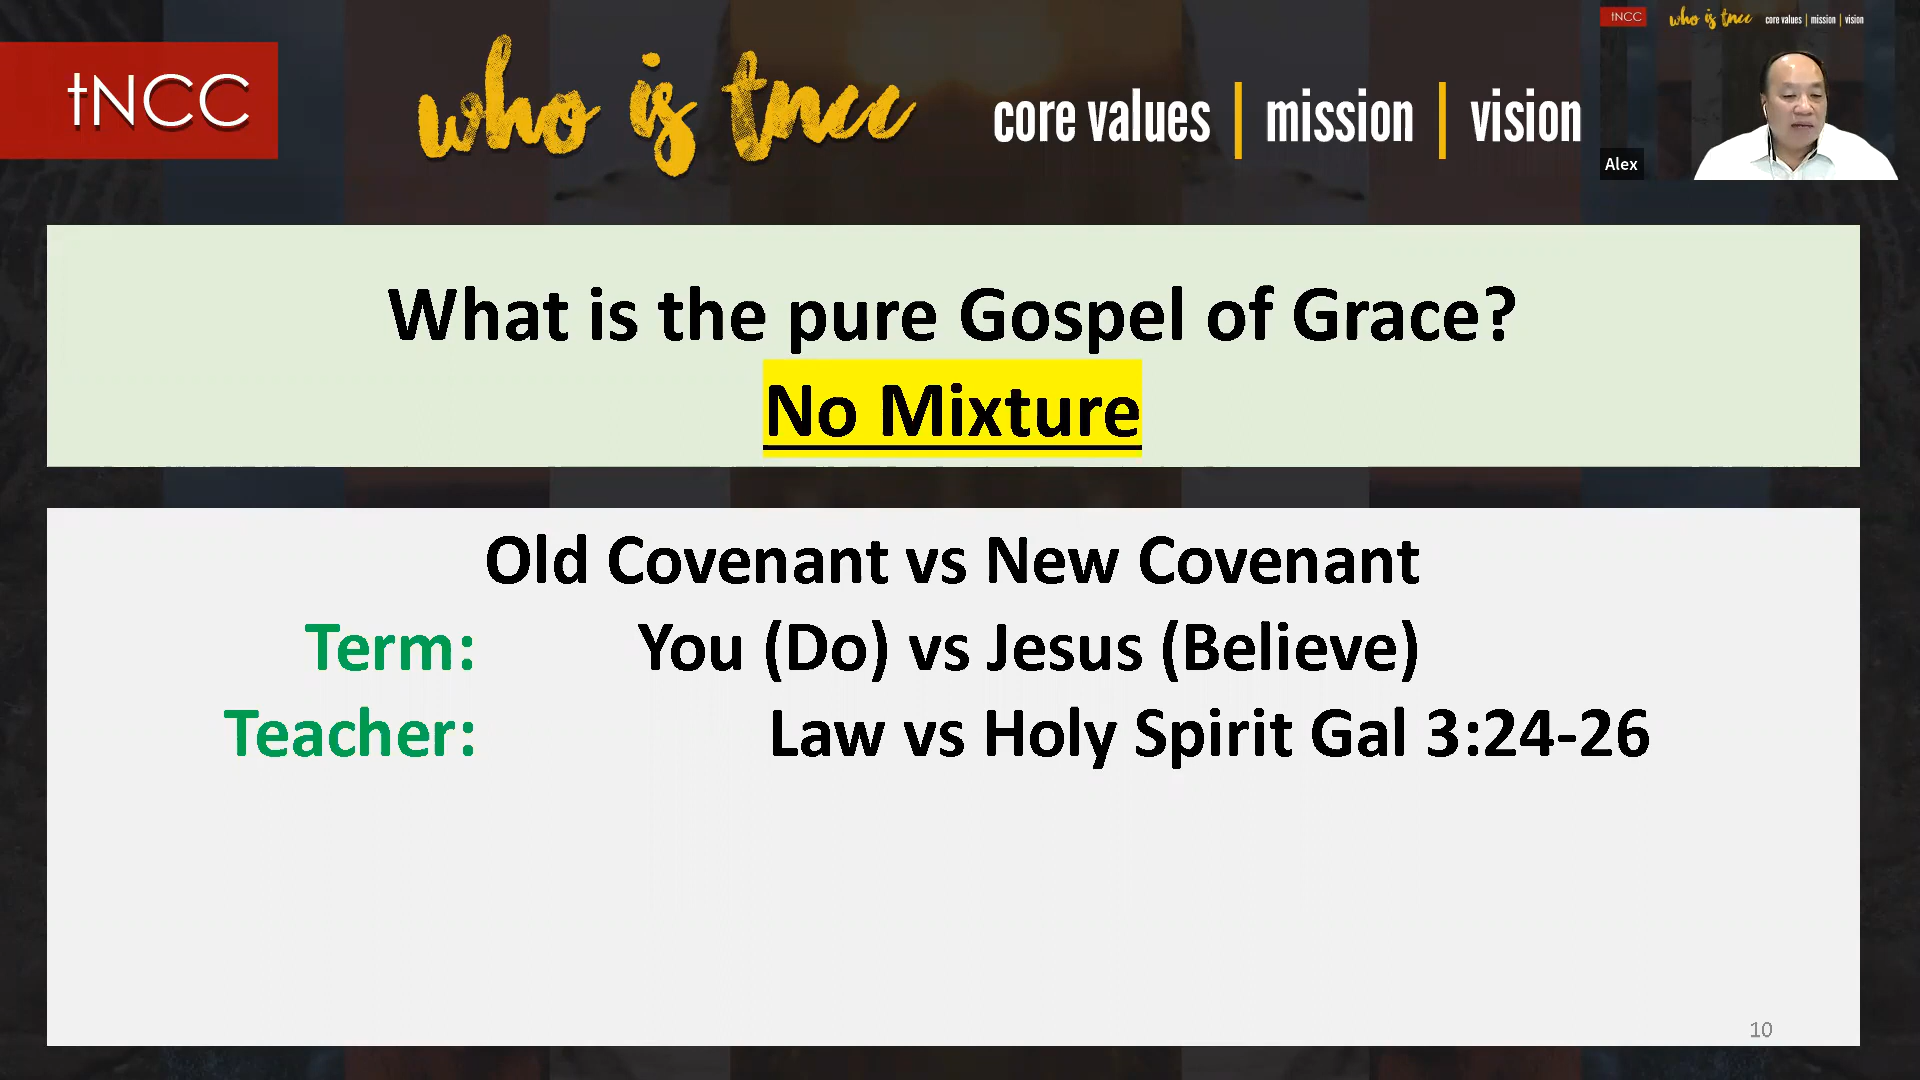 tNCC
who is tncc
core values | mission | vision
tNCC
who is tncc
core values | mission | vision
Alex
What is the pure Gospel of Grace?
No Mixture
Old Covenant vs New Covenant
Term: You (Do) vs Jesus (Believe)
Teacher: Law vs Holy Spirit Gal 3:24-26
10